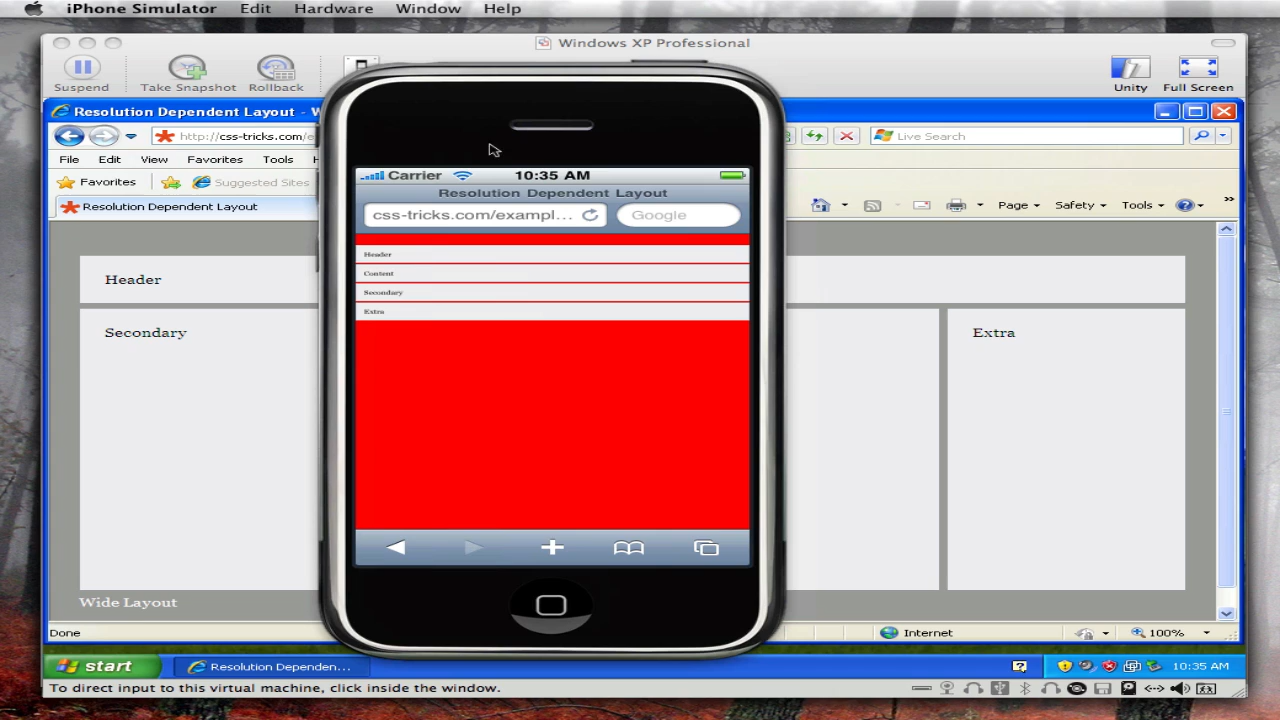 iPhone Simulator Edit Hardware Window Help
Windows XP Professional
Suspend Take Snapshot Rollback Unity Full Screen
Resolution Dependent Layout -
http://css-tricks.com/e
Live Search
File Edit View Favorites Tools
Favorites Suggested Sites
Resolution Dependent Layout
Page Safety Tools
Header
Secondary
Extra
Wide Layout
Carrier 10:35 AM
Resolution Dependent Layout
css-tricks.com/exampl... Google
Header
Content
Secondary
Extra
Done Internet 100%
start Resolution Dependen... 10:35 AM
To direct input to this virtual machine, click inside the window.